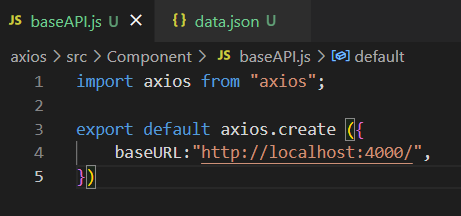 JS baseAPI.js U × {} data.json U
axios > src > Component > JS baseAPI.js > default
1 import axios from "axios";
2
3 export default axios.create ({
4 baseURL:"http://localhost:4000/",
5 })